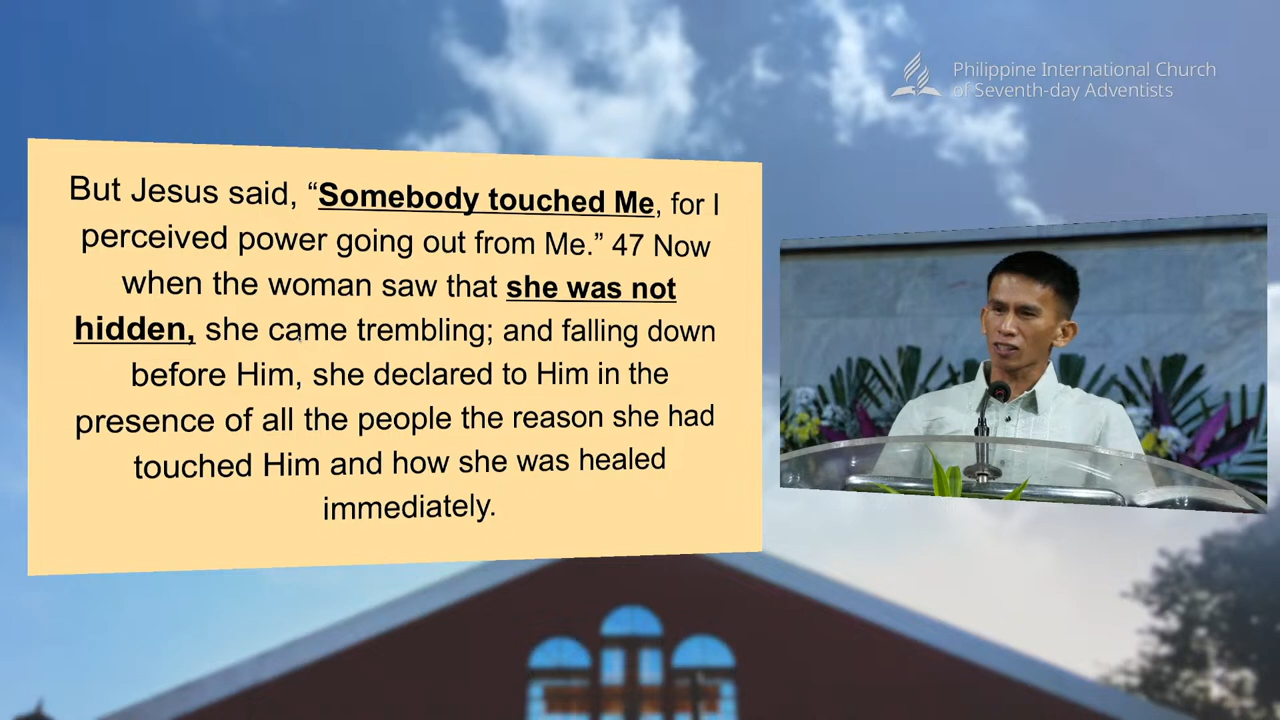 But Jesus said, “Somebody touched Me, for I
perceived power going out from Me.” 47 Now
when the woman saw that she was not
hidden, she came trembling; and falling down
before Him, she declared to Him in the
presence of all the people the reason she had
touched Him and how she was healed
immediately.
Philippine International Church
of Seventh-day Adventists